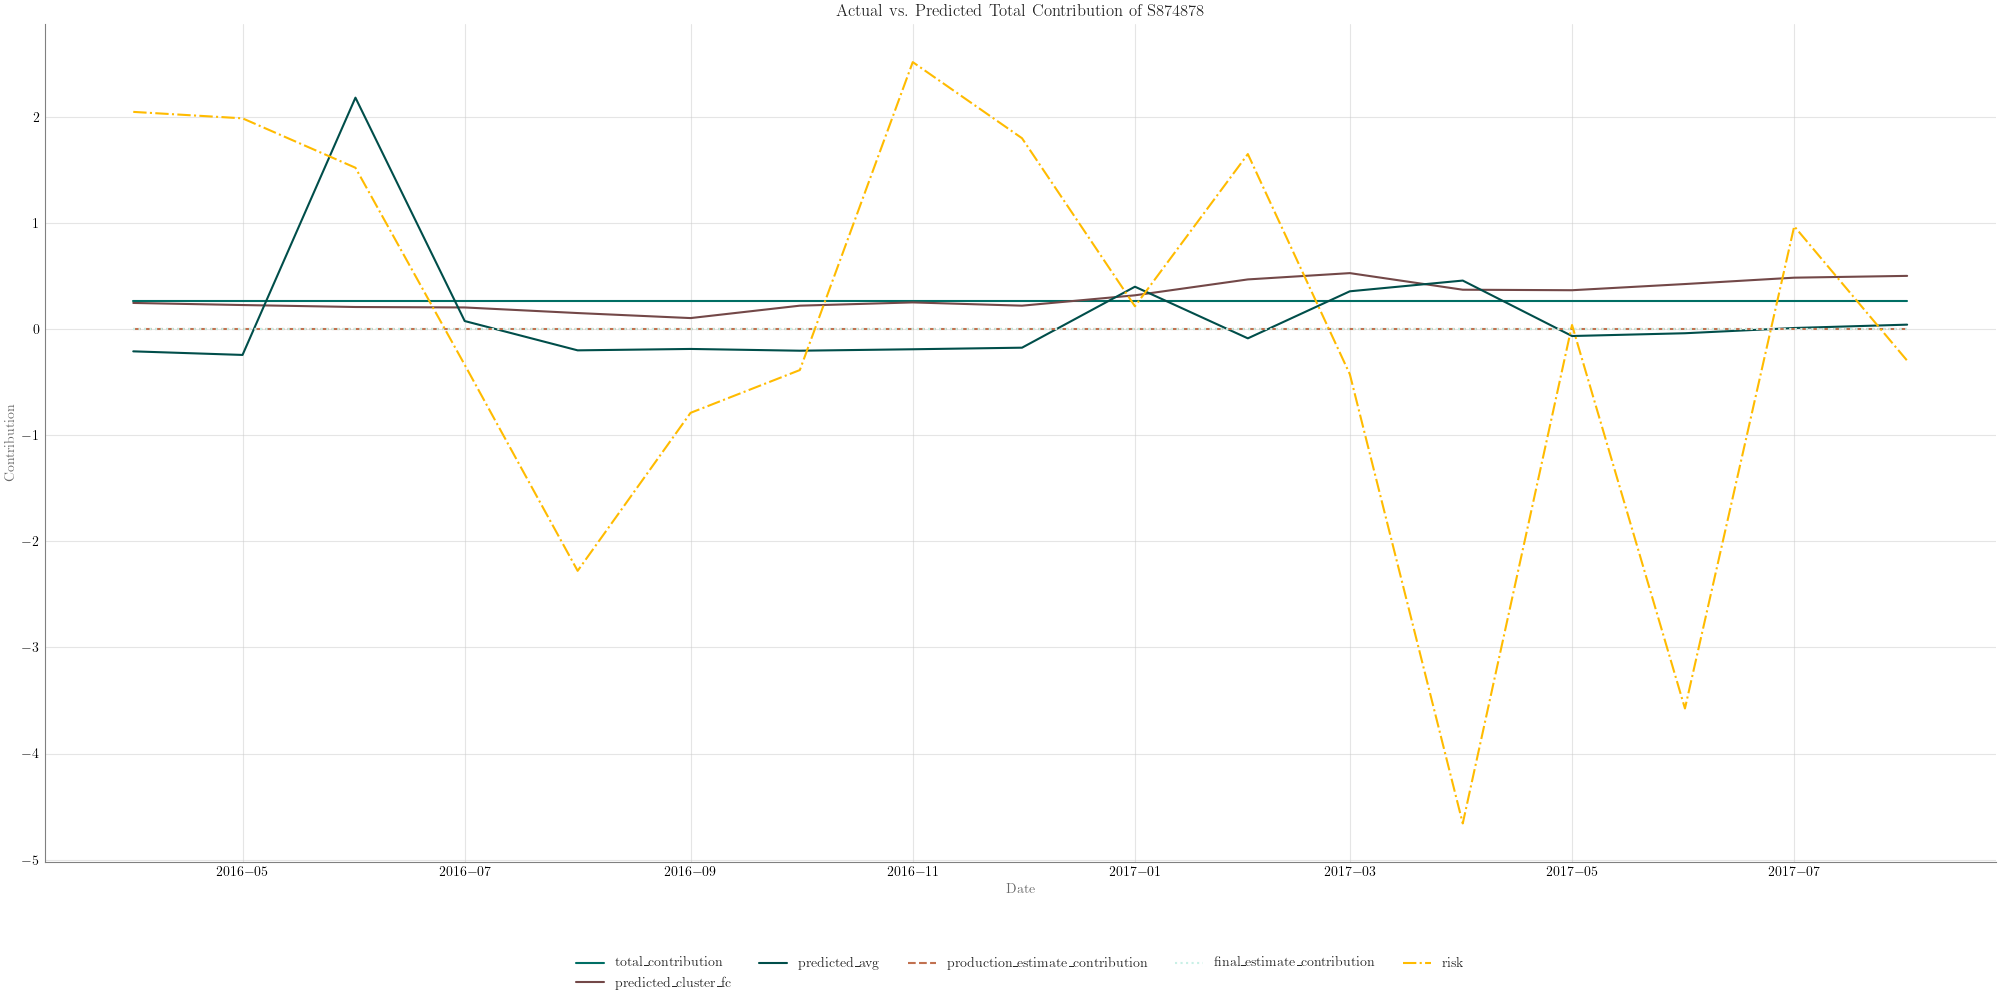 Actual vs. Predicted Total Contribution of S874878
Contribution
2
1
0
−1
−2
−3
−4
−5
2016−05 2016−07 2016−09 2016−11 2017−01 2017−03 2017−05 2017−07
Date
total_contribution predicted_avg production_estimate_contribution final_estimate_contribution risk
predicted_cluster_fc